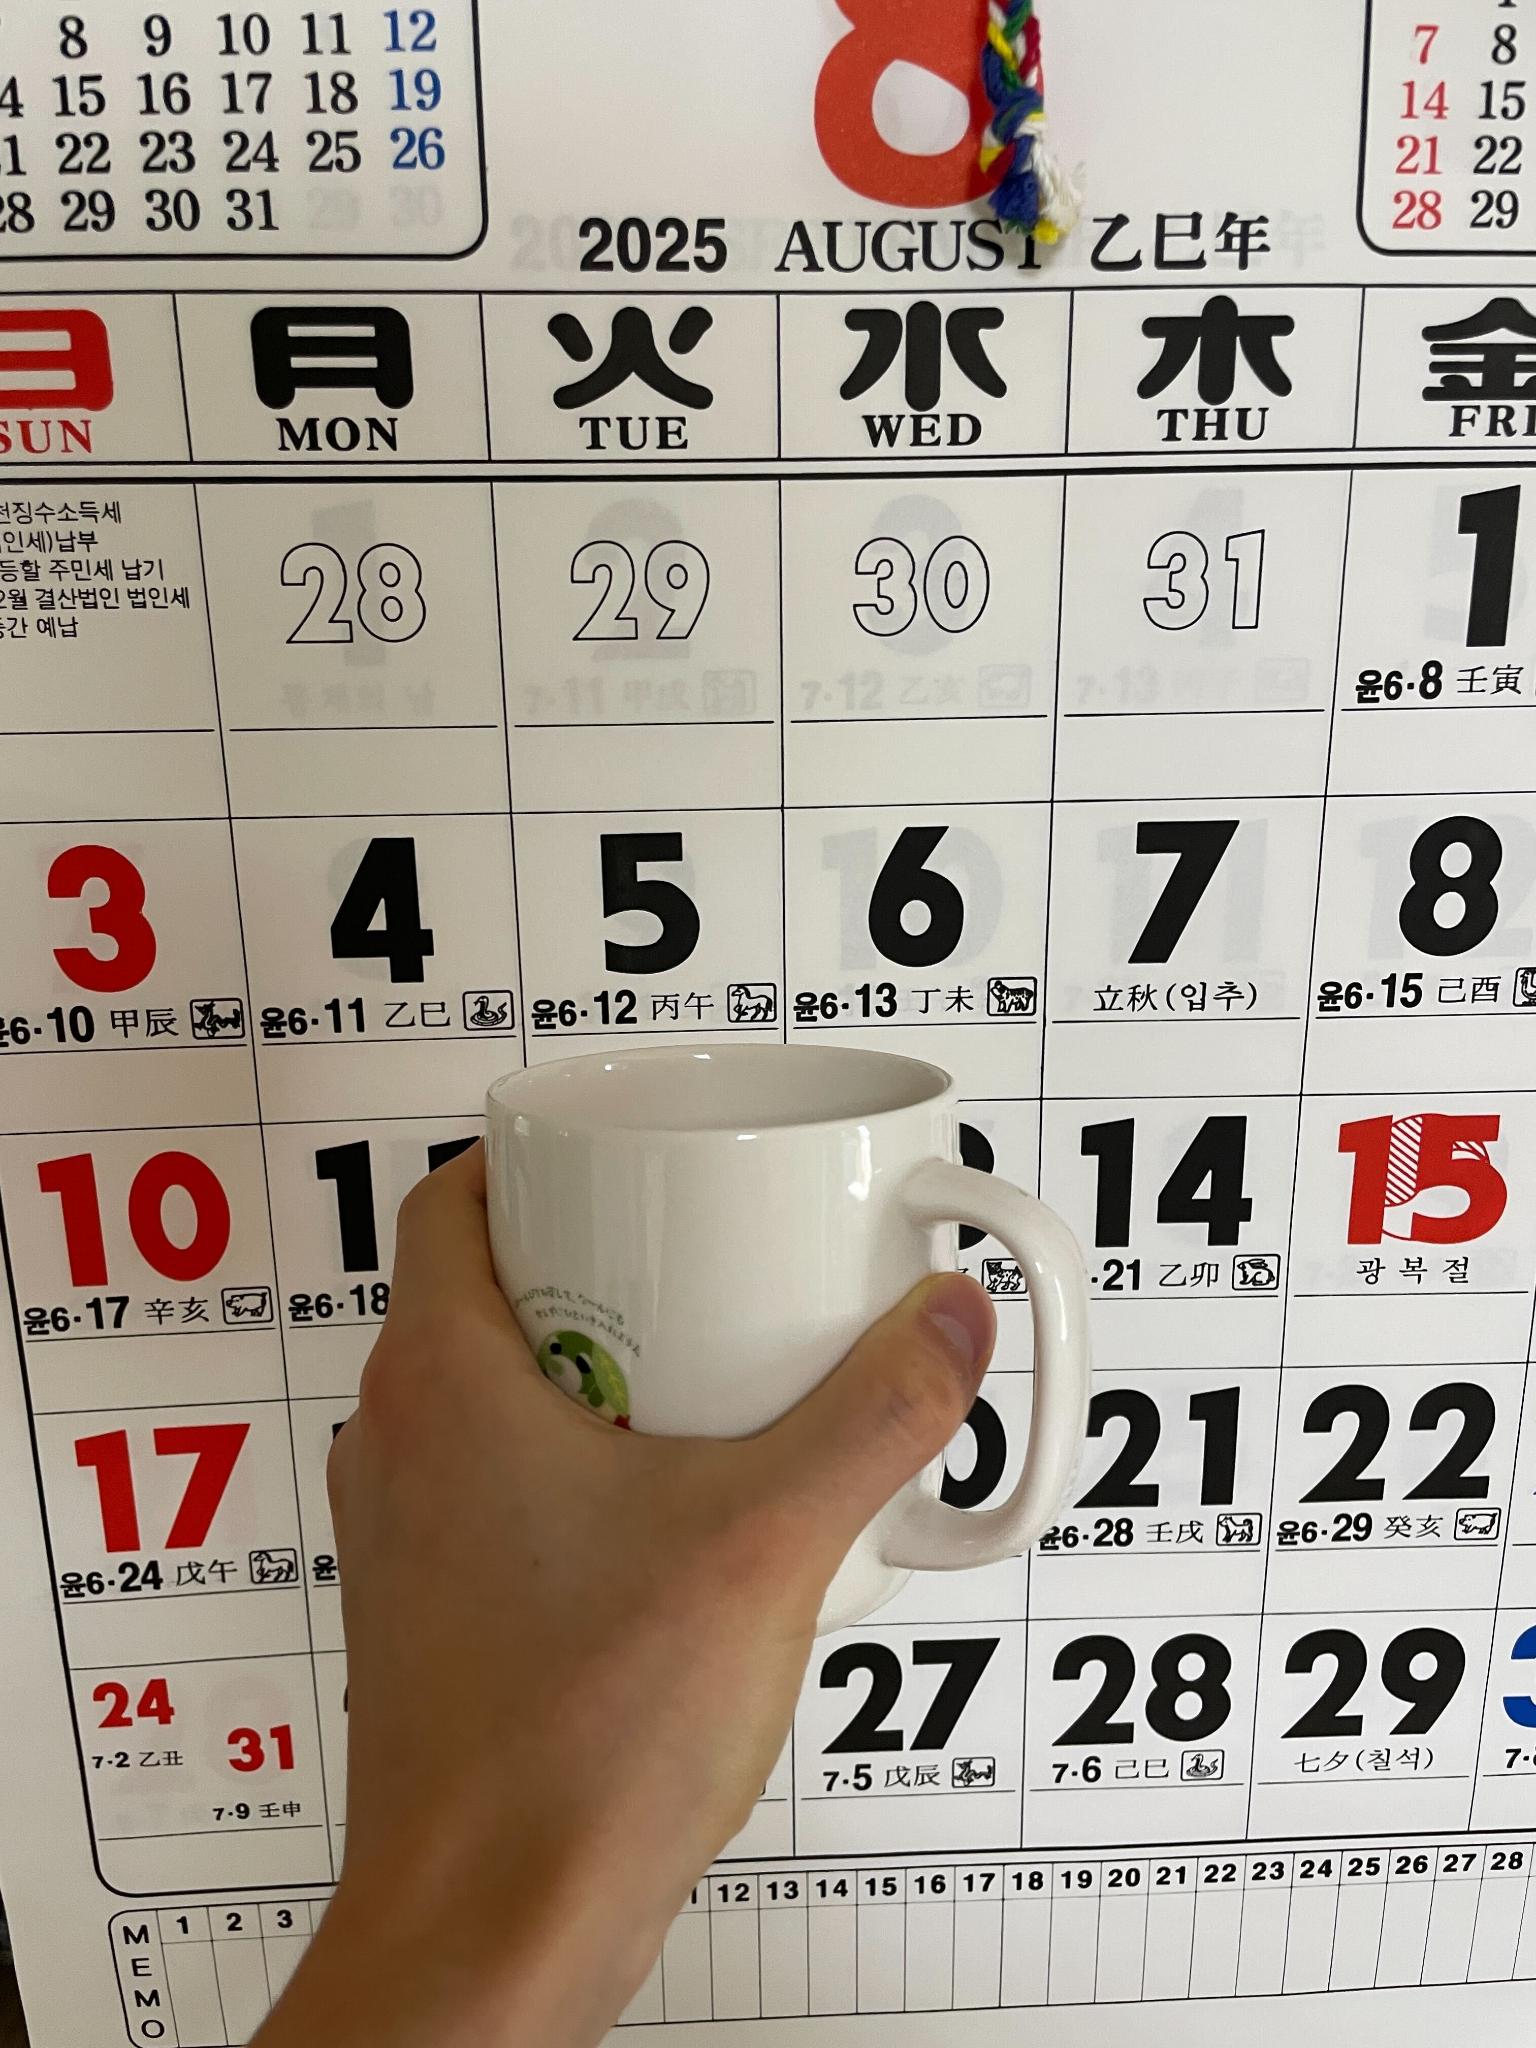 8 9 10 11 12
15 16 17 18 19
22 23 24 25 26
28 29 30 31
8
2025 AUGUST 乙巳年
7 8
14 15
21 22
28 29
日 月 火 水 木 金
SUN MON TUE WED THU FRI
천징수소득세
인세)납부
등할 주민세 납기
2월 결산법인 법인세
간 예납
28 29 30 31 1
윤6·8 壬寅
3 4 5 6 7 8
윤6·10 甲辰 윤6·11 乙巳 윤6·12 丙午 윤6·13 丁未 立秋(입추) 윤6·15 己酉
10 11 14 15
윤6·17 辛亥 윤6·18 ·21 乙卯 광복절
17 21 22
윤6·24 戊午 윤6·28 壬戌 윤6·29 癸亥
24 31 27 28 29
7·2 乙丑 7·9 壬申 7·5 戊辰 7·6 己巳 七夕(칠석)
MEMO 1 2 3 12 13 14 15 16 17 18 19 20 21 22 23 24 25 26 27 28